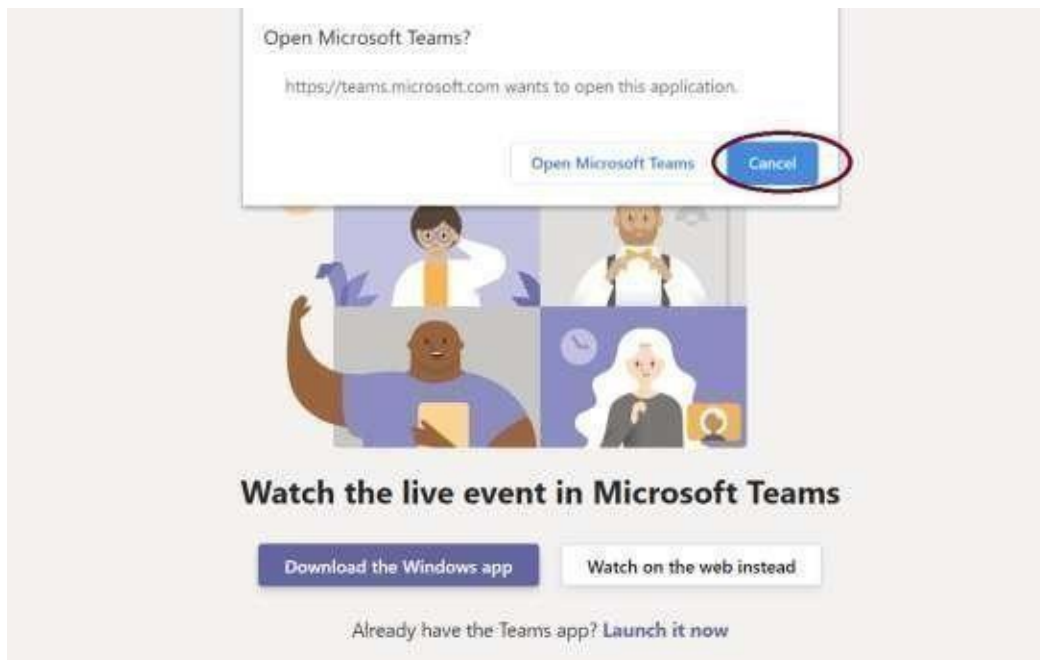 Open Microsoft Teams?
https://teams.microsoft.com wants to open this application.
Open Microsoft Teams Cancel
Watch the live event in Microsoft Teams
Download the Windows app Watch on the web instead
Already have the Teams app? Launch it now